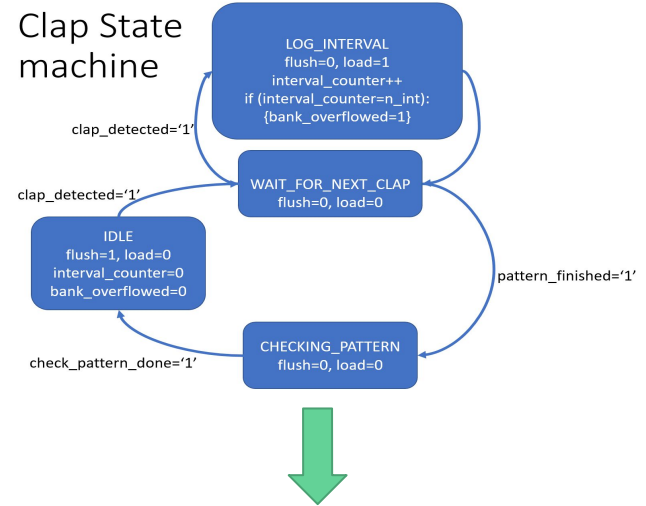 Clap State
machine
LOG_INTERVAL
flush=0, load=1
interval_counter++
if (interval_counter=n_int):
{bank_overflowed=1}
clap_detected=‘1’
WAIT_FOR_NEXT_CLAP
flush=0, load=0
clap_detected=‘1’
IDLE
flush=1, load=0
interval_counter=0
bank_overflowed=0
pattern_finished=‘1’
CHECKING_PATTERN
flush=0, load=0
check_pattern_done=‘1’